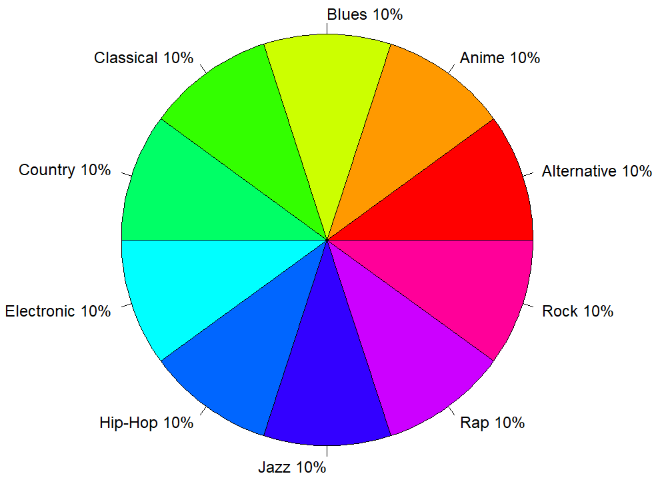 Blues 10%
Classical 10%
Anime 10%
Country 10%
Alternative 10%
Electronic 10%
Rock 10%
Hip-Hop 10%
Rap 10%
Jazz 10%